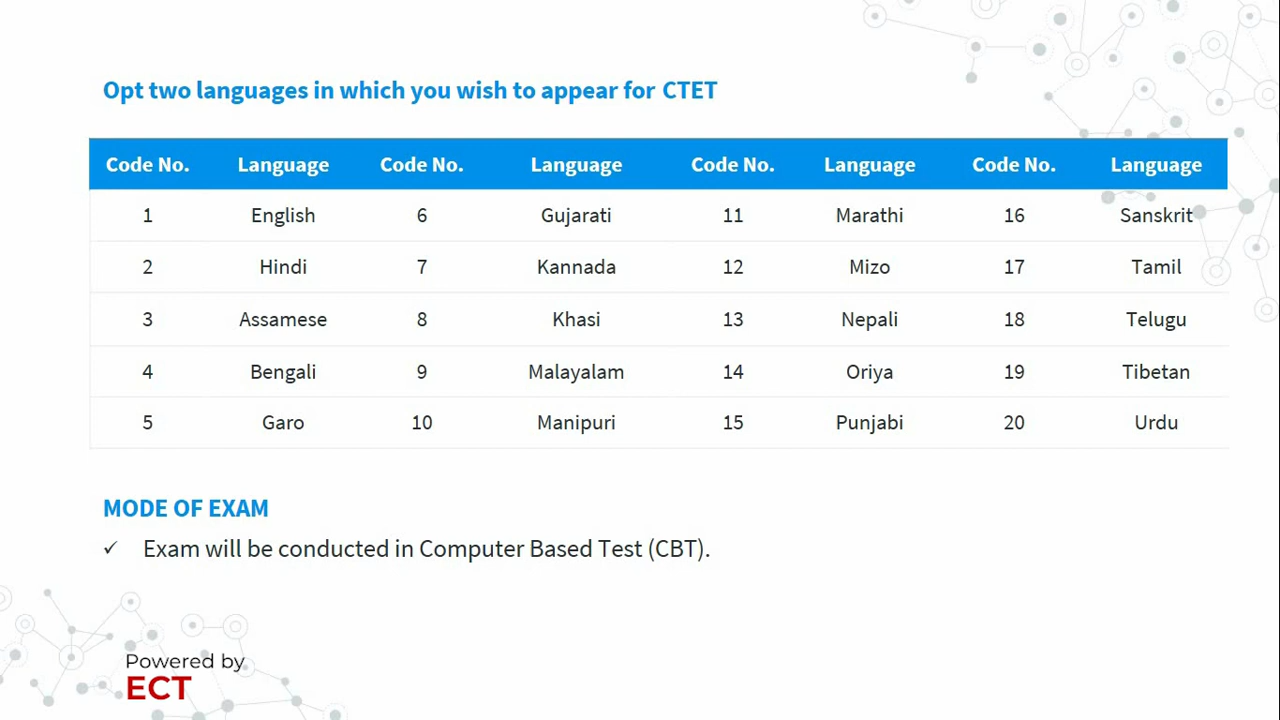 Opt two languages in which you wish to appear for CTET
Code No. Language Code No. Language Code No. Language Code No. Language
1 English 6 Gujarati 11 Marathi 16 Sanskrit
2 Hindi 7 Kannada 12 Mizo 17 Tamil
3 Assamese 8 Khasi 13 Nepali 18 Telugu
4 Bengali 9 Malayalam 14 Oriya 19 Tibetan
5 Garo 10 Manipuri 15 Punjabi 20 Urdu
MODE OF EXAM
✓ Exam will be conducted in Computer Based Test (CBT).
Powered by
ECT